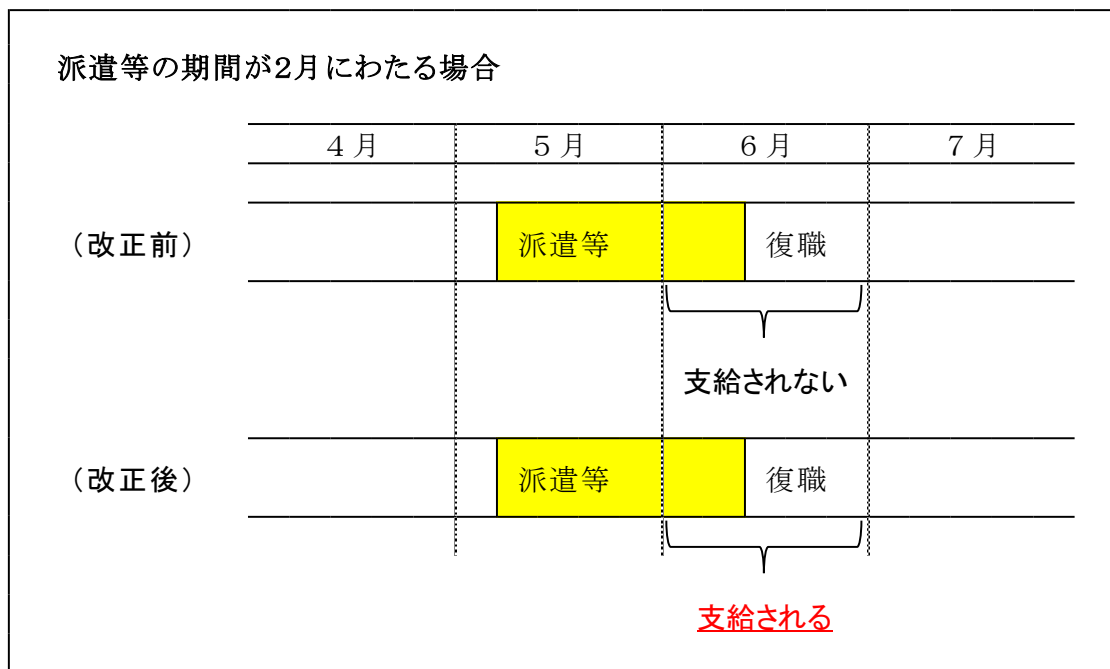 派遣等の期間が2月にわたる場合
4月 5月 6月 7月
(改正前) 派遣等 復職
支給されない
(改正後) 派遣等 復職
支給される